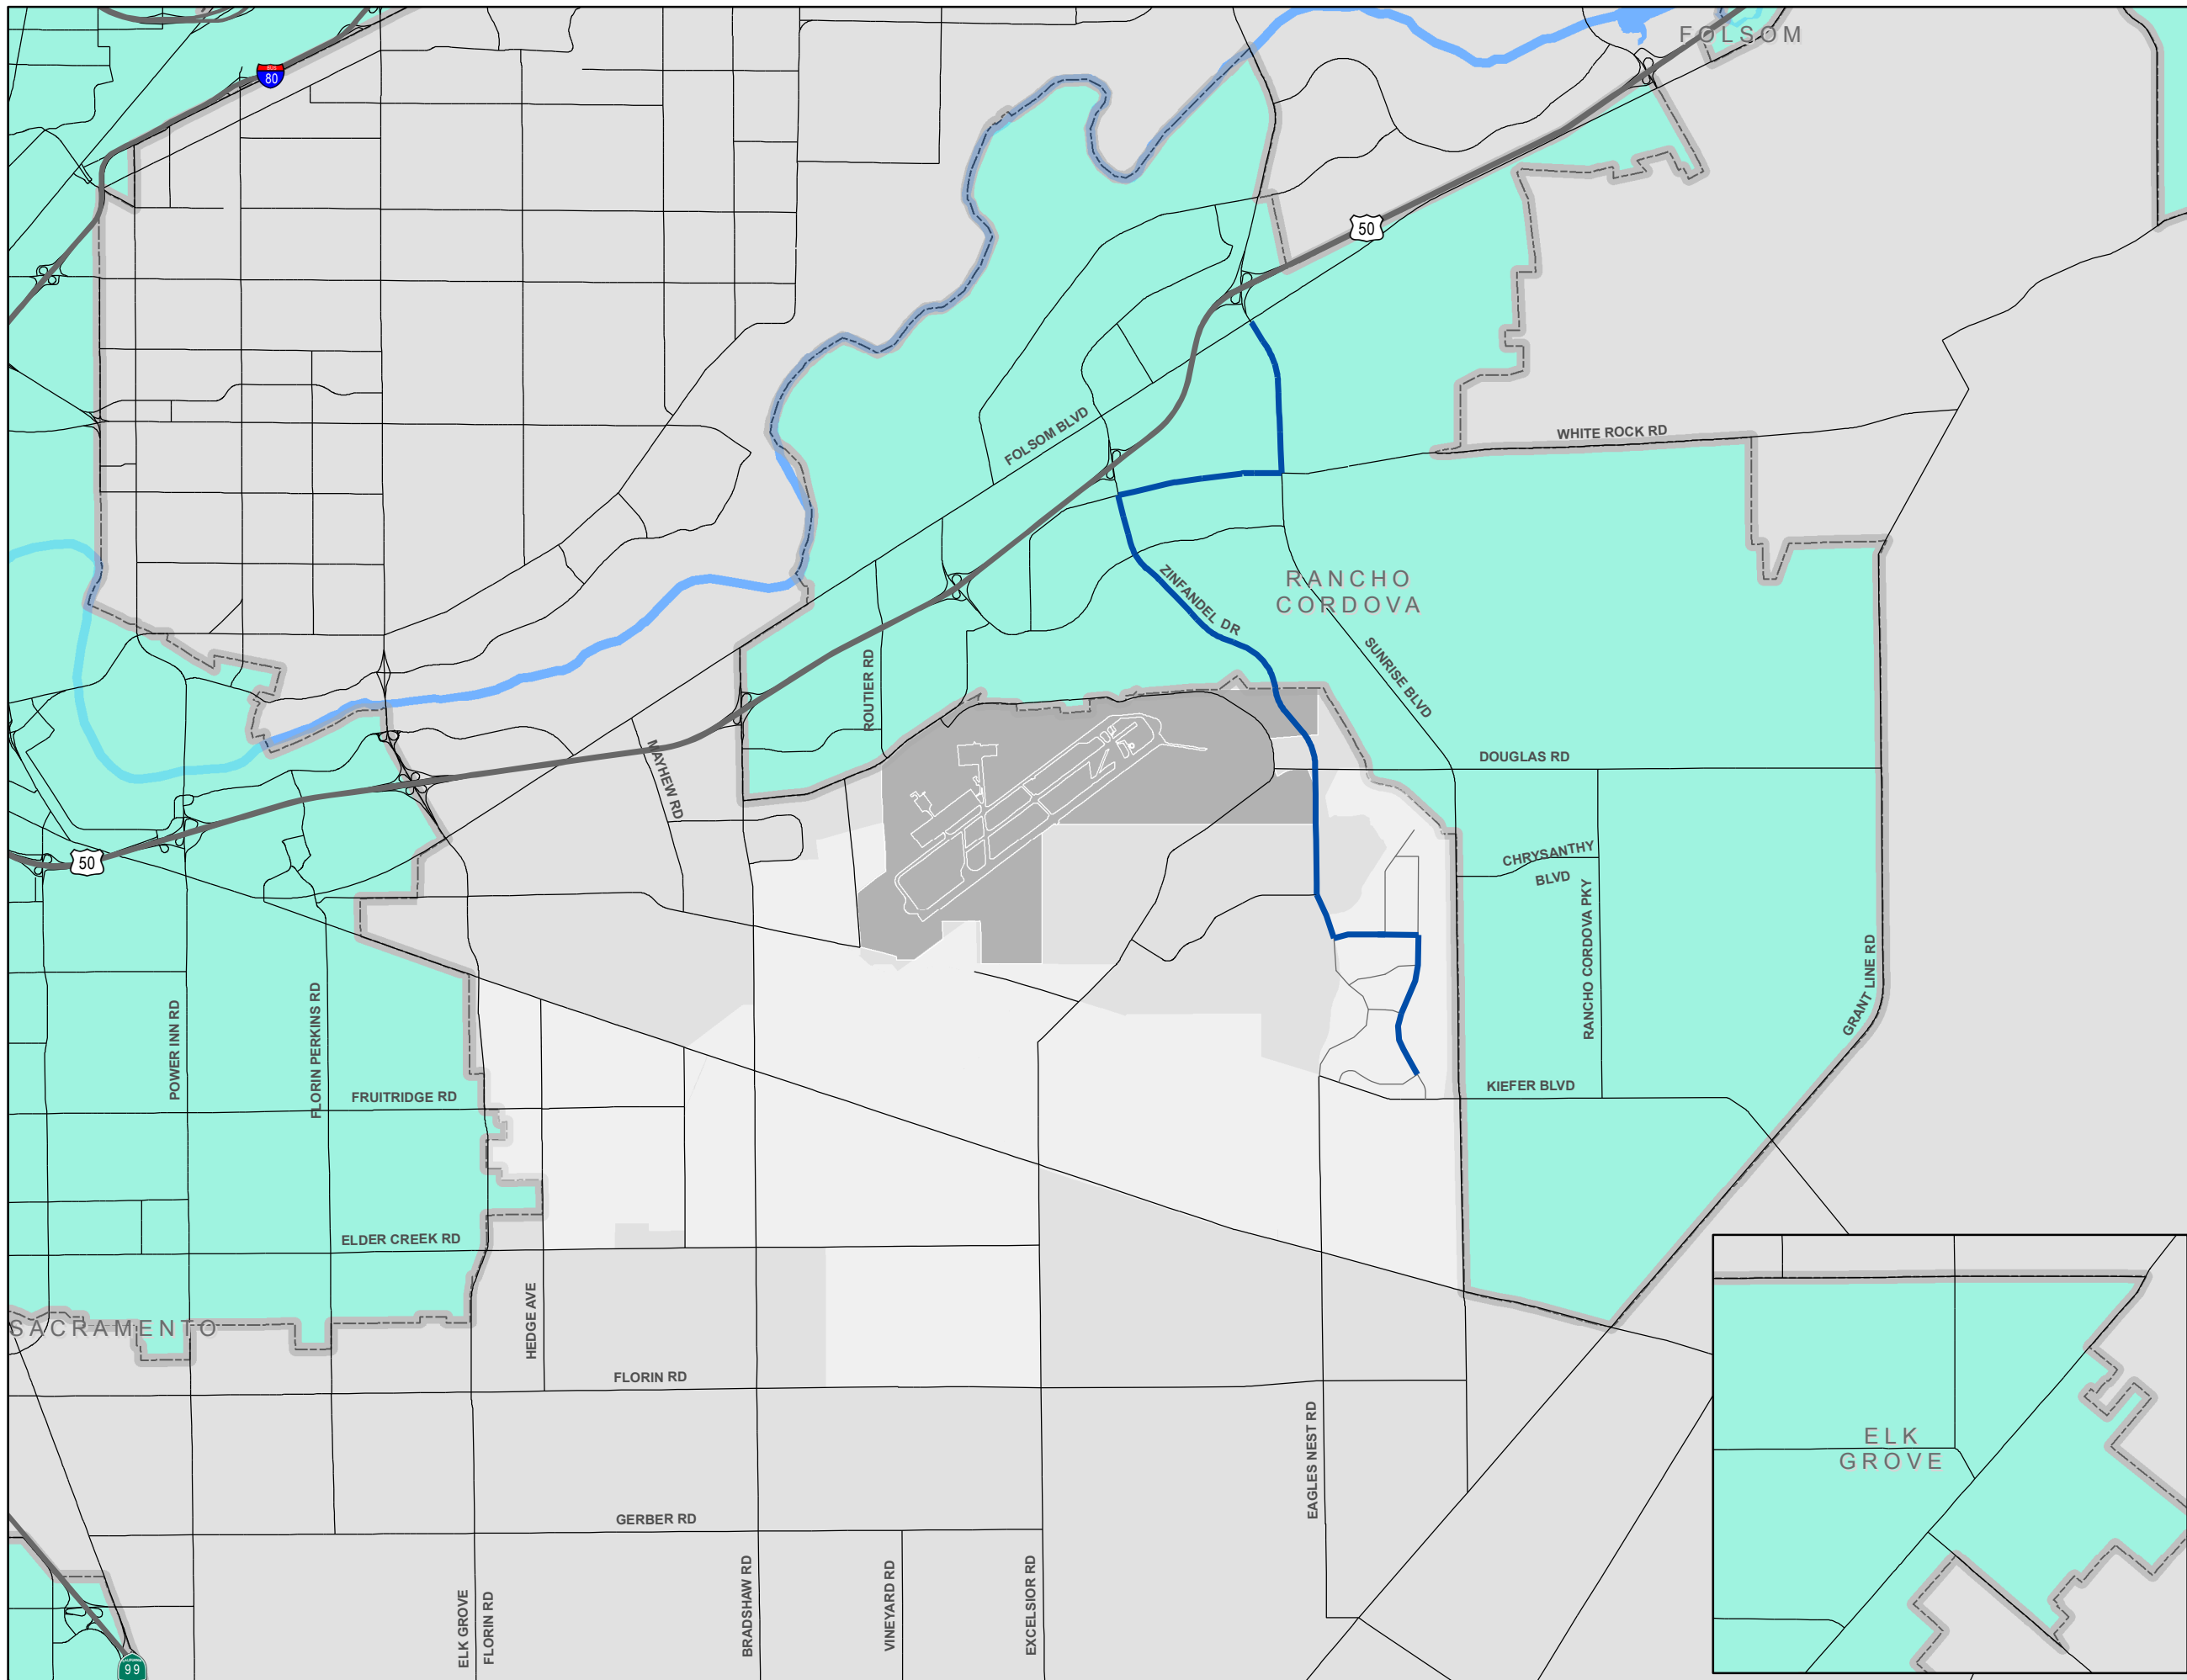 FOLSOM
80
50
WHITE ROCK RD
FOLSOM BLVD
RANCHO
CORDOVA
ZINFANDEL DR
SUNRISE BLVD
ROUTIER RD
MAYHEW RD
DOUGLAS RD
50
CHRYSANTHY
BLVD
RANCHO CORDOVA PKY
GRANT LINE RD
POWER INN RD
FLORIN PERKINS RD
FRUITRIDGE RD
KIEFER BLVD
ELDER CREEK RD
HEDGE AVE
SACRAMENTO
FLORIN RD
EAGLES NEST RD
ELK
GROVE
GERBER RD
ELK GROVE
FLORIN RD
BRADSHAW RD
VINEYARD RD
EXCELSIOR RD
99